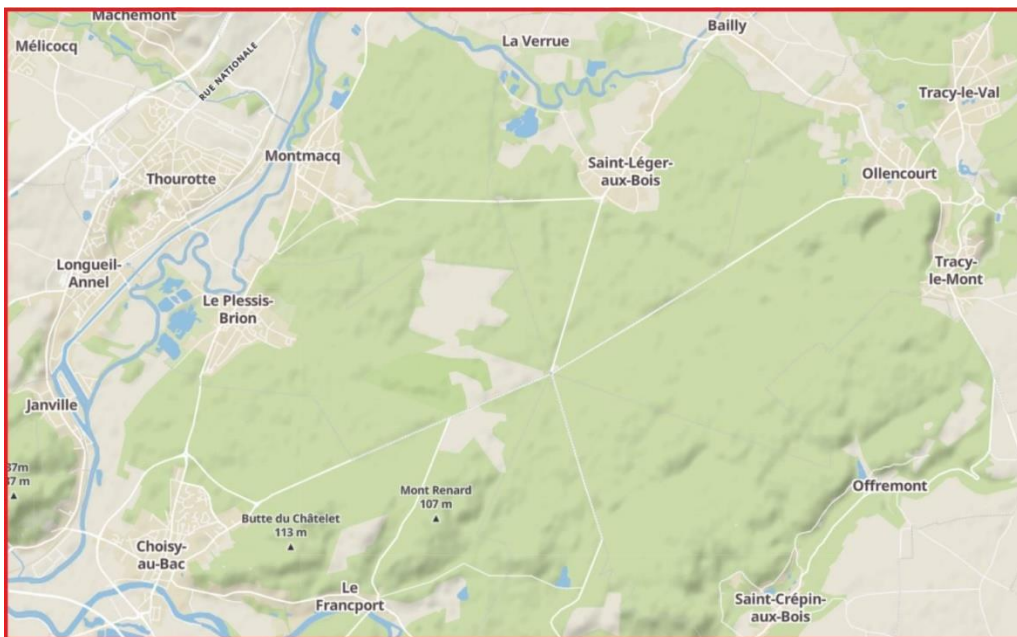 Machemont
Bailly
La Verrue
Mélicocq
RUE NATIONALE
Tracy-le-Val
Montmacq
Saint-Léger-
aux-Bois
Thourotte
Ollencourt
Longueil-
Annel
Tracy-
le-Mont
Le Plessis-
Brion
Janville
37m
37 m
Offremont
Mont Renard
107 m
Butte du Châtelet
113 m
Choisy-
au-Bac
Le
Francport
Saint-Crépin-
aux-Bois